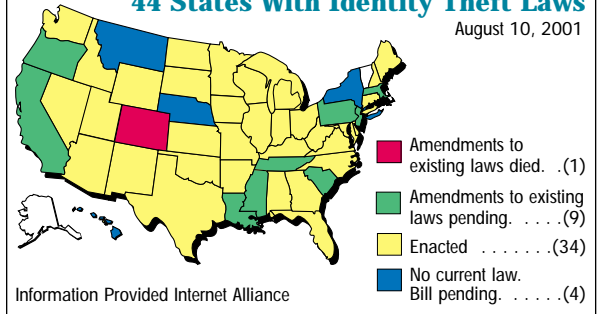 44 States With Identity Theft Laws
August 10, 2001
Amendments to
existing laws died. .(1)
Amendments to existing
laws pending. . . . .(9)
Enacted . . . . . . .(34)
No current law.
Bill pending. . . . . .(4)
Information Provided Internet Alliance